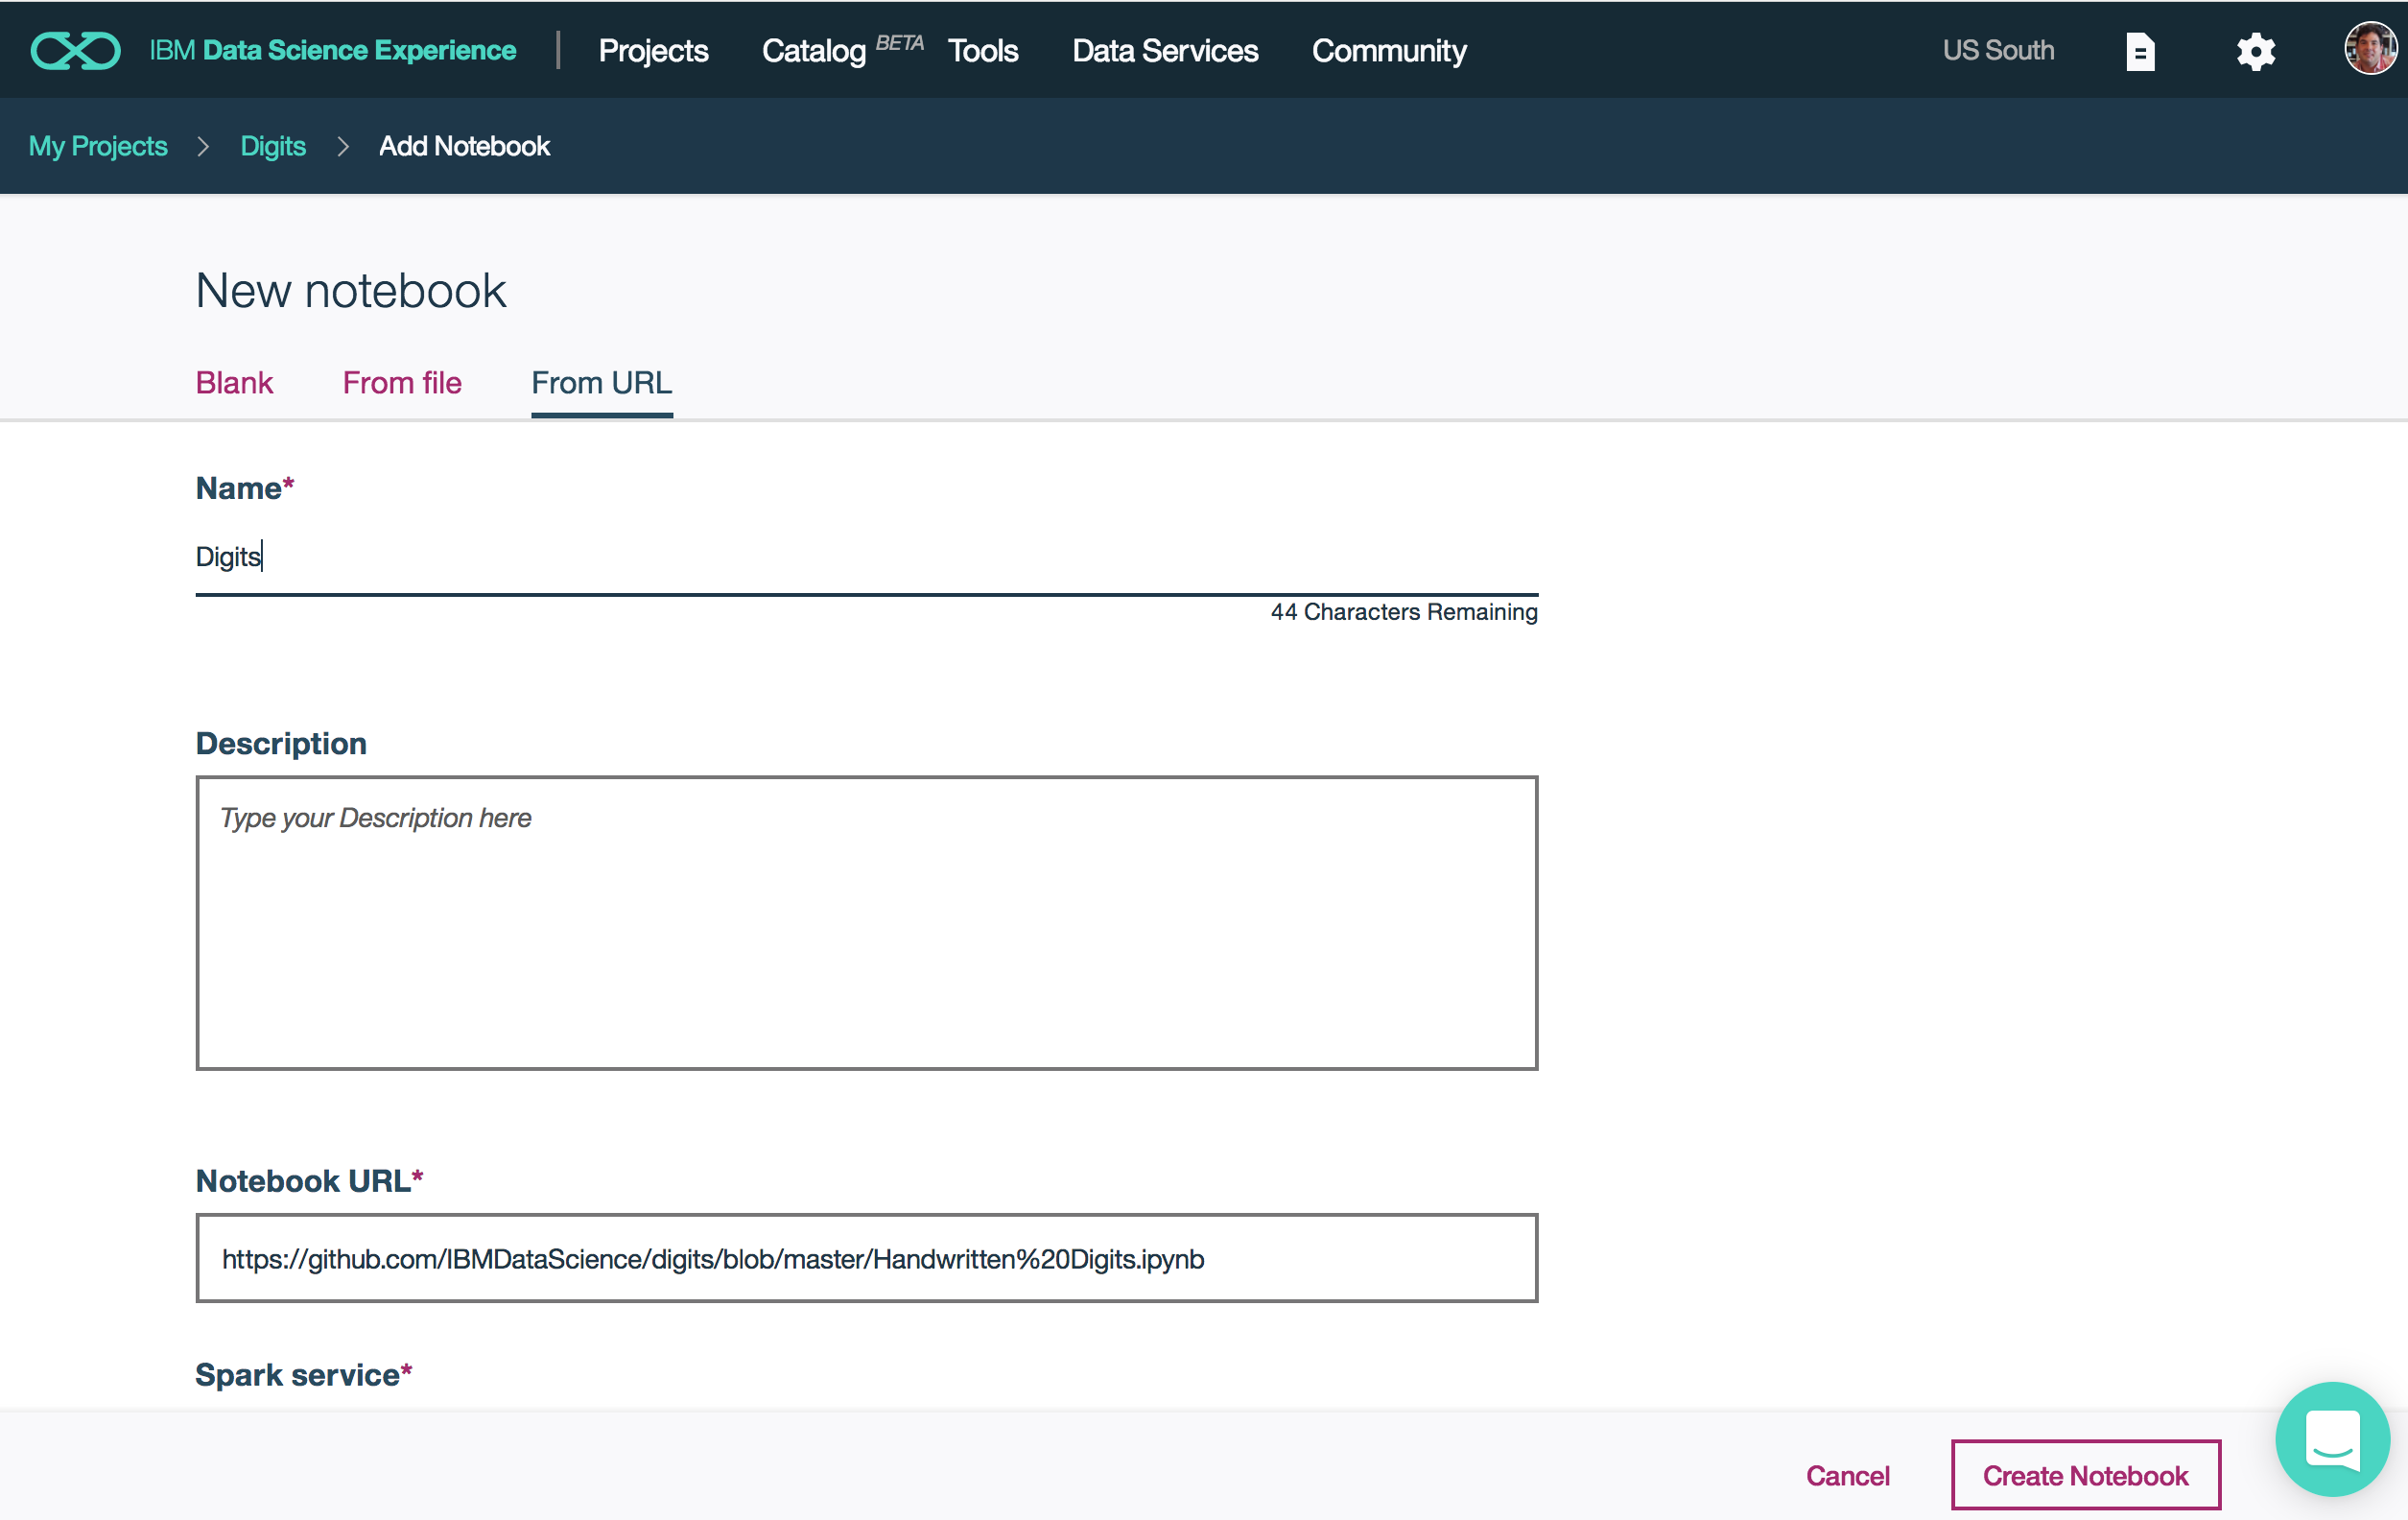 IBM Data Science Experience | Projects Catalog BETA Tools Data Services Community US South
My Projects > Digits > Add Notebook
New notebook
Blank From file From URL
Name*
Digits
44 Characters Remaining
Description
Type your Description here
Notebook URL*
https://github.com/IBMDataScience/digits/blob/master/Handwritten%20Digits.ipynb
Spark service*
Cancel Create Notebook